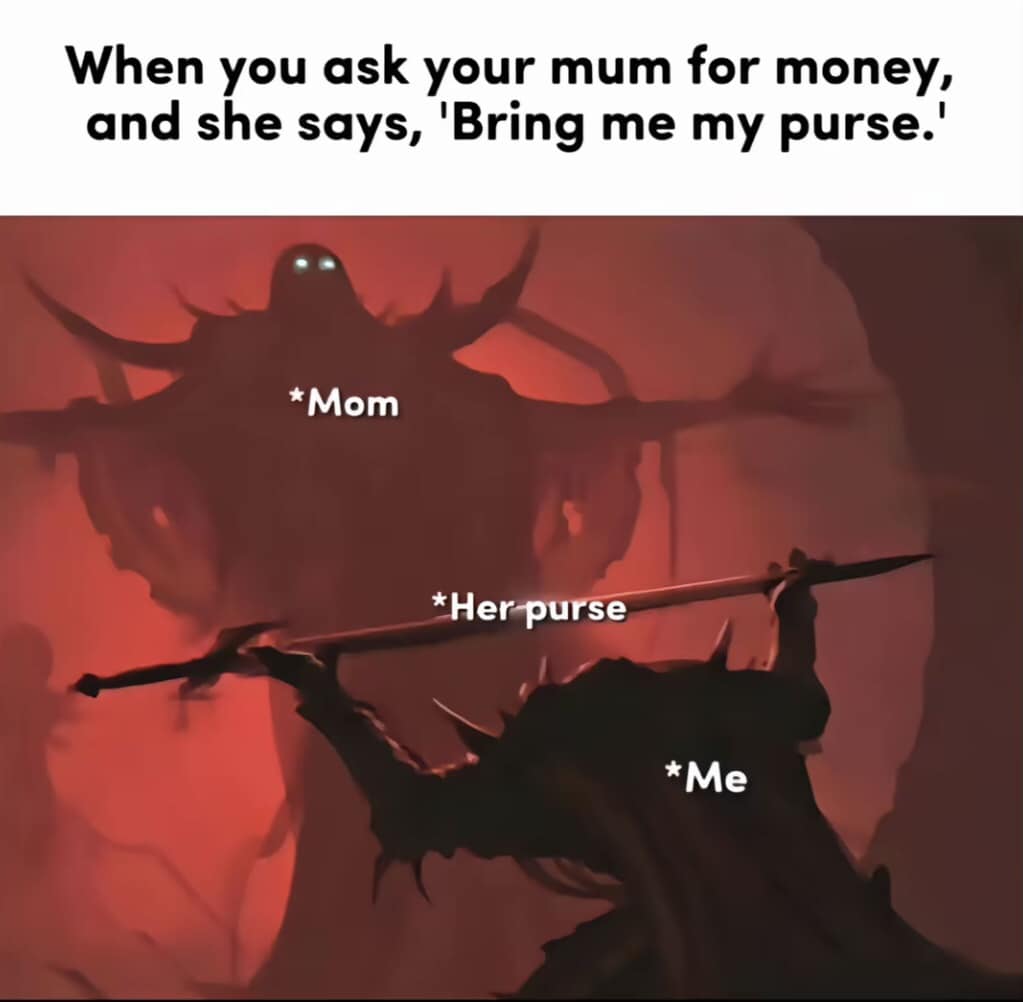 When you ask your mum for money,
and she says, 'Bring me my purse.'
*Mom
*Her purse
*Me